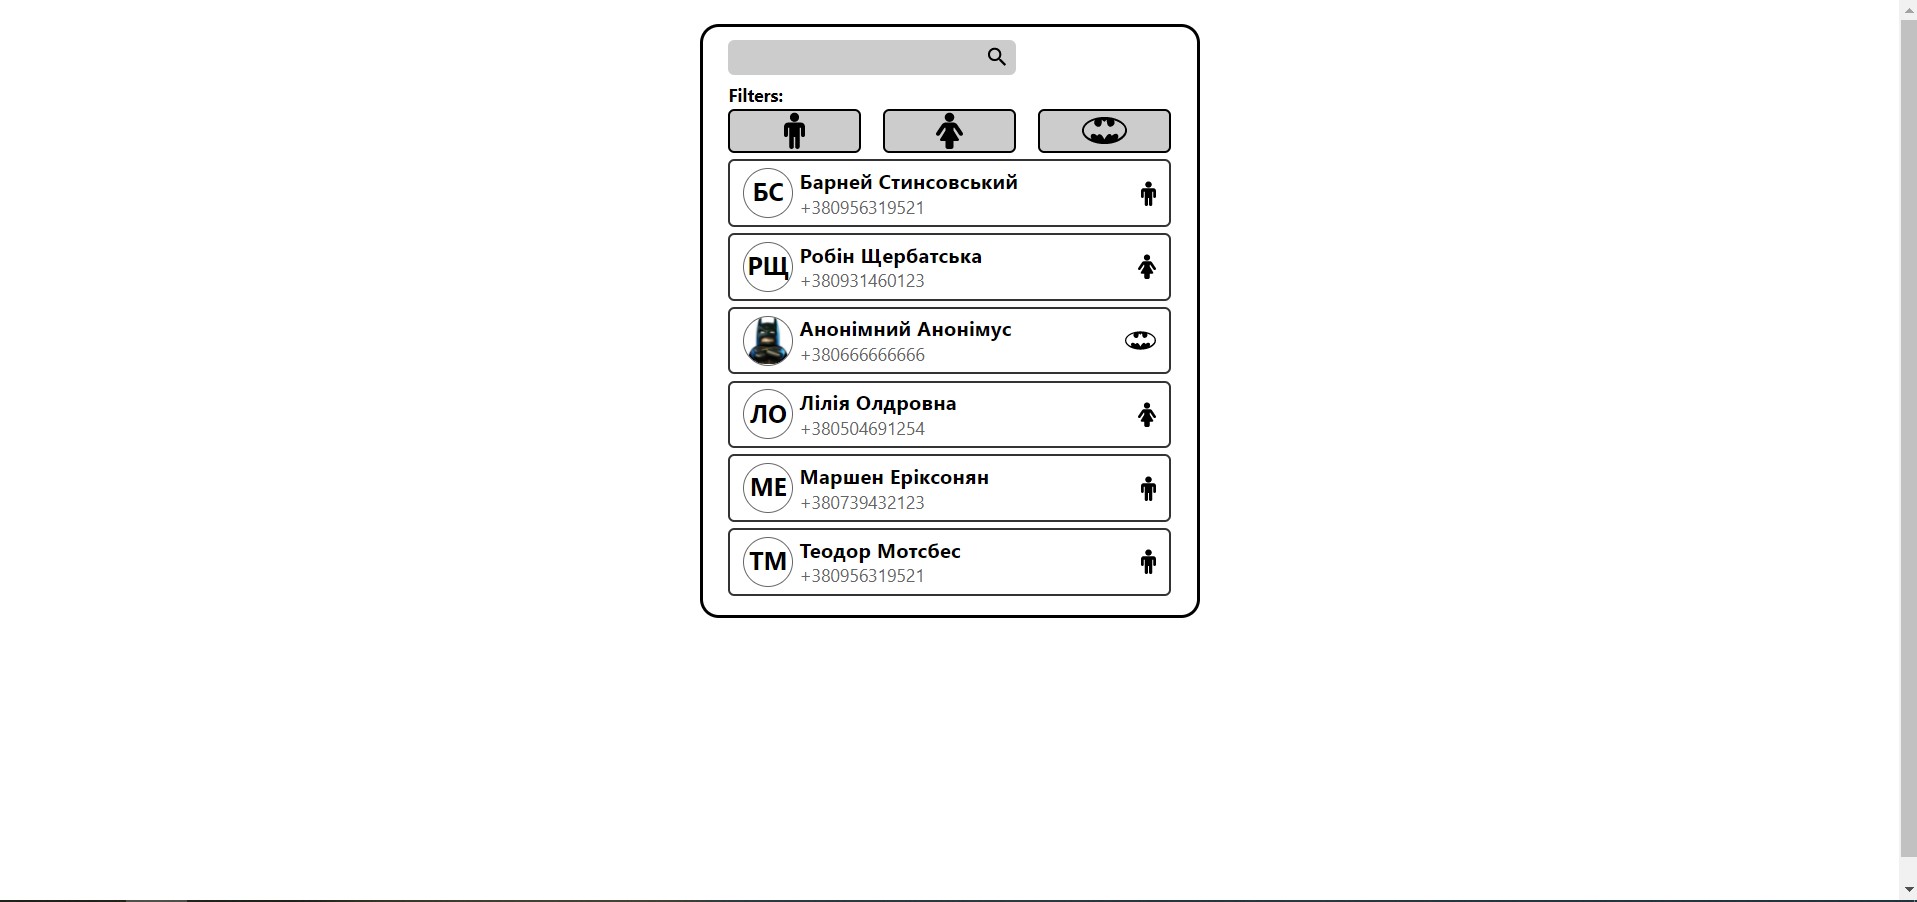 Filters:
БС
Барней Стинсовський
+380956319521
РЩ
Робін Щербатська
+380931460123
Анонімний Анонімус
+380666666666
ЛО
Лілія Олдровна
+380504691254
МЕ
Маршен Еріксонян
+380739432123
ТМ
Теодор Мотсбес
+380956319521